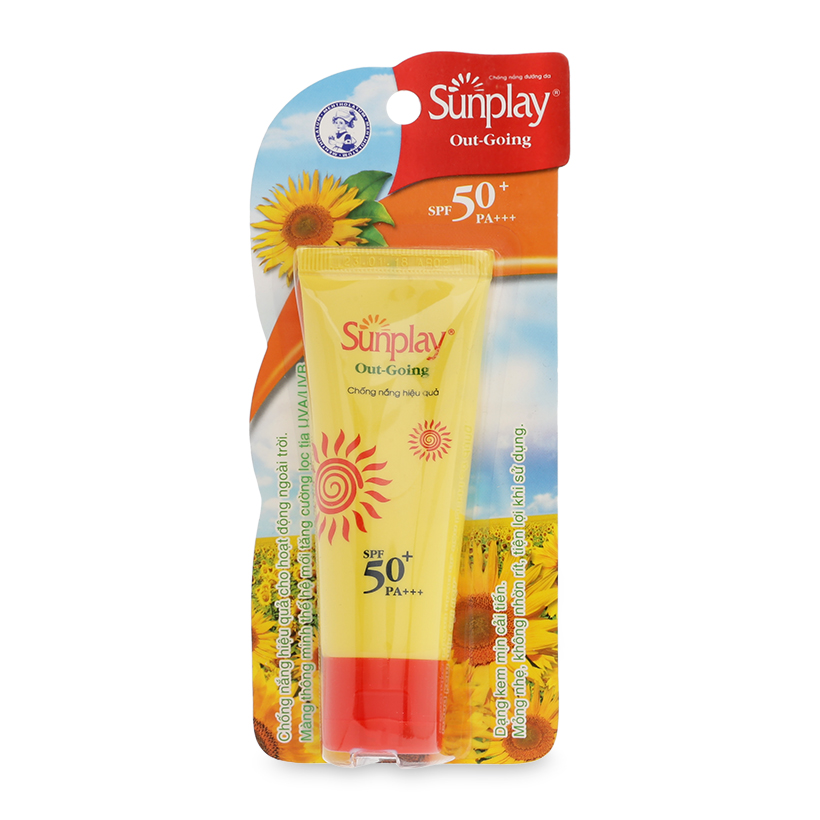 Chống nắng dưỡng da
Sunplay®
Out-Going
SPF 50+
PA+++
MENTHOLATUM
Sunplay®
Out-Going
Chống nắng hiệu quả
SPF
50+
PA+++
Chống nắng hiệu quả cho hoạt động ngoài trời.
Màng thông minh thế hệ mới tăng cường lọc tia UVA/UVB
Dạng kem mịn cải tiến.
Mỏng nhẹ, không nhờn rít, tiện lợi khi sử dụng.